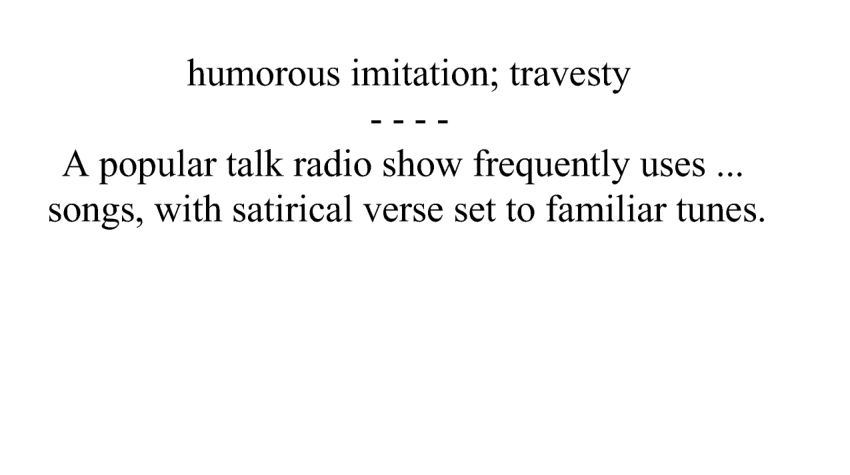 humorous imitation; travesty
- - - -
A popular talk radio show frequently uses ...
songs, with satirical verse set to familiar tunes.